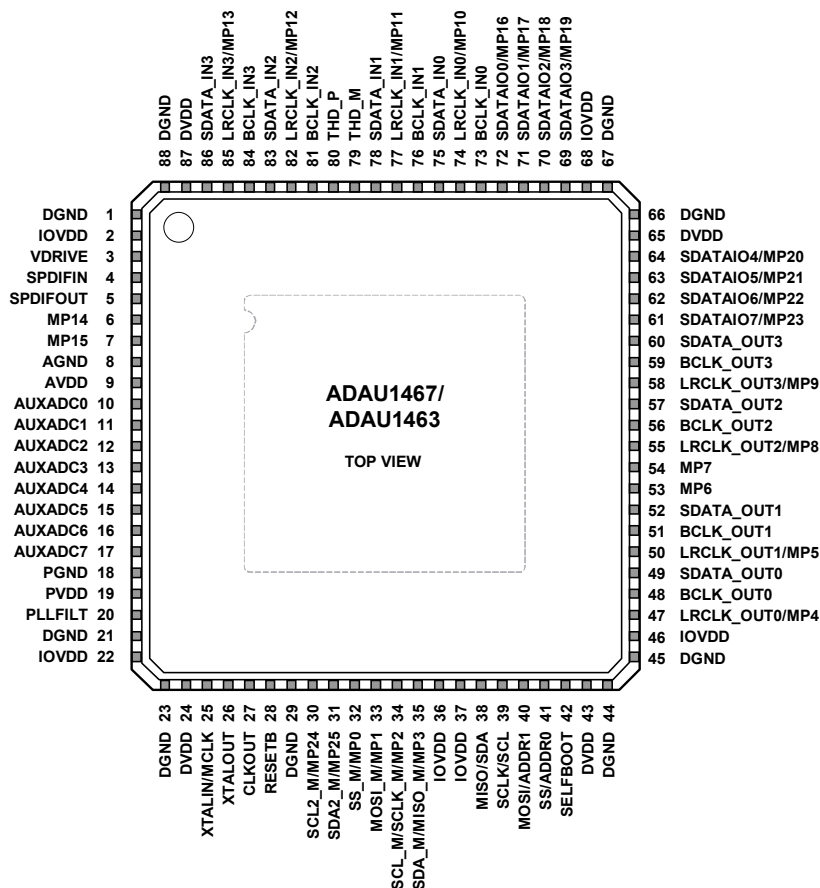 88 DGND
87 DVDD
86 SDATA_IN3
85 LRCLK_IN3/MP13
84 BCLK_IN3
83 SDATA_IN2
82 LRCLK_IN2/MP12
81 BCLK_IN2
80 THD_P
79 THD_M
78 SDATA_IN1
77 LRCLK_IN1/MP11
76 BCLK_IN1
75 SDATA_IN0
74 LRCLK_IN0/MP10
73 BCLK_IN0
72 SDATAIO0/MP16
71 SDATAIO1/MP17
70 SDATAIO2/MP18
69 SDATAIO3/MP19
68 IOVDD
67 DGND
DGND 1
IOVDD 2
VDRIVE 3
SPDIFIN 4
SPDIFOUT 5
MP14 6
MP15 7
AGND 8
AVDD 9
AUXADC0 10
AUXADC1 11
AUXADC2 12
AUXADC3 13
AUXADC4 14
AUXADC5 15
AUXADC6 16
AUXADC7 17
PGND 18
PVDD 19
PLLFILT 20
DGND 21
IOVDD 22
ADAU1467/
ADAU1463
TOP VIEW
66 DGND
65 DVDD
64 SDATAIO4/MP20
63 SDATAIO5/MP21
62 SDATAIO6/MP22
61 SDATAIO7/MP23
60 SDATA_OUT3
59 BCLK_OUT3
58 LRCLK_OUT3/MP9
57 SDATA_OUT2
56 BCLK_OUT2
55 LRCLK_OUT2/MP8
54 MP7
53 MP6
52 SDATA_OUT1
51 BCLK_OUT1
50 LRCLK_OUT1/MP5
49 SDATA_OUT0
48 BCLK_OUT0
47 LRCLK_OUT0/MP4
46 IOVDD
45 DGND
DGND 23
DVDD 24
XTALIN/MCLK 25
XTALOUT 26
CLKOUT 27
RESETB 28
DGND 29
SCL2_M/MP24 30
SDA2_M/MP25 31
SS_M/MP0 32
MOSI_M/MP1 33
SCL_M/SCLK_M/MP2 34
SDA_M/MISO_M/MP3 35
IOVDD 36
IOVDD 37
MISO/SDA 38
SCLK/SCL 39
MOSI/ADDR1 40
SS/ADDR0 41
SELFBOOT 42
DVDD 43
DGND 44